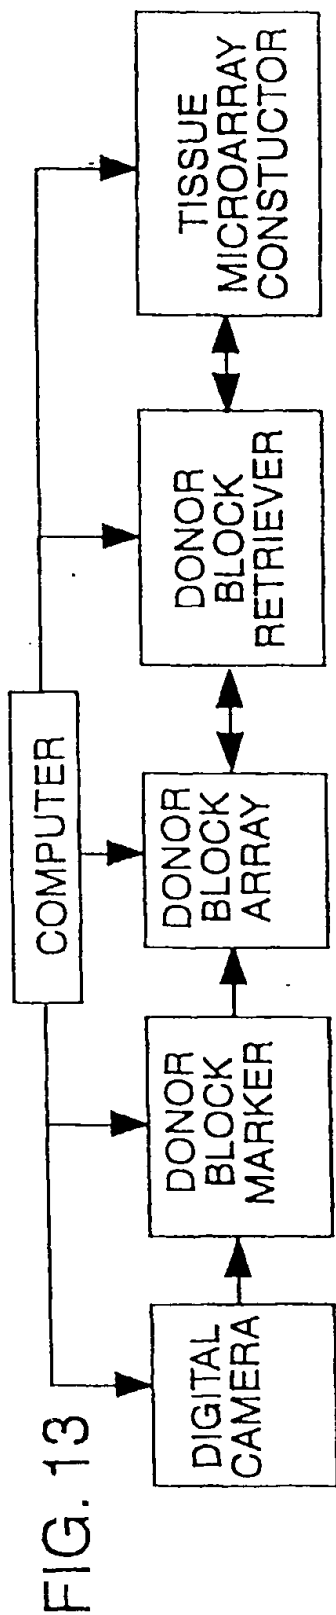 FIG. 13
COMPUTER
DIGITAL
CAMERA
DONOR
BLOCK
MARKER
DONOR
BLOCK
ARRAY
DONOR
BLOCK
RETRIEVER
TISSUE
MICROARRAY
CONSTUCTOR